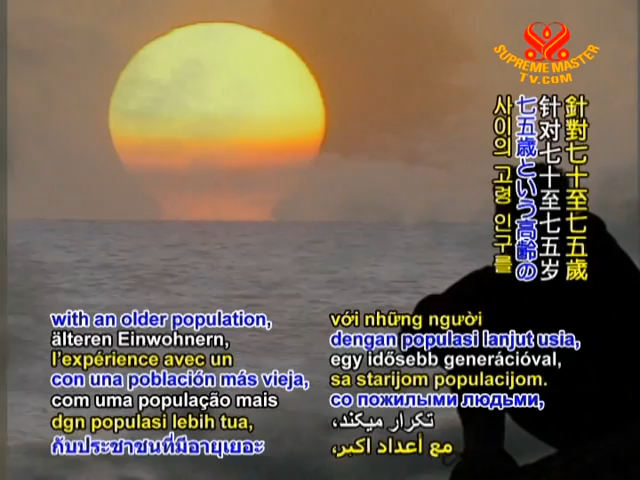 SUPREME MASTER
TV.COM
針對七十至七五歲
针对七十至七五岁
七五歳という高齢の
사이의 고령 인구를
with an older population,
älteren Einwohnern,
l'expérience avec un
con una población más vieja,
com uma população mais
dgn populasi lebih tua,
กับประชาชนที่มีอายุเยอะ
với những người
dengan populasi lanjut usia,
egy idősebb generációval,
sa starijom populacijom.
со пожилыми людьми,
تکرار میکند،
مع أعداد اكبر،